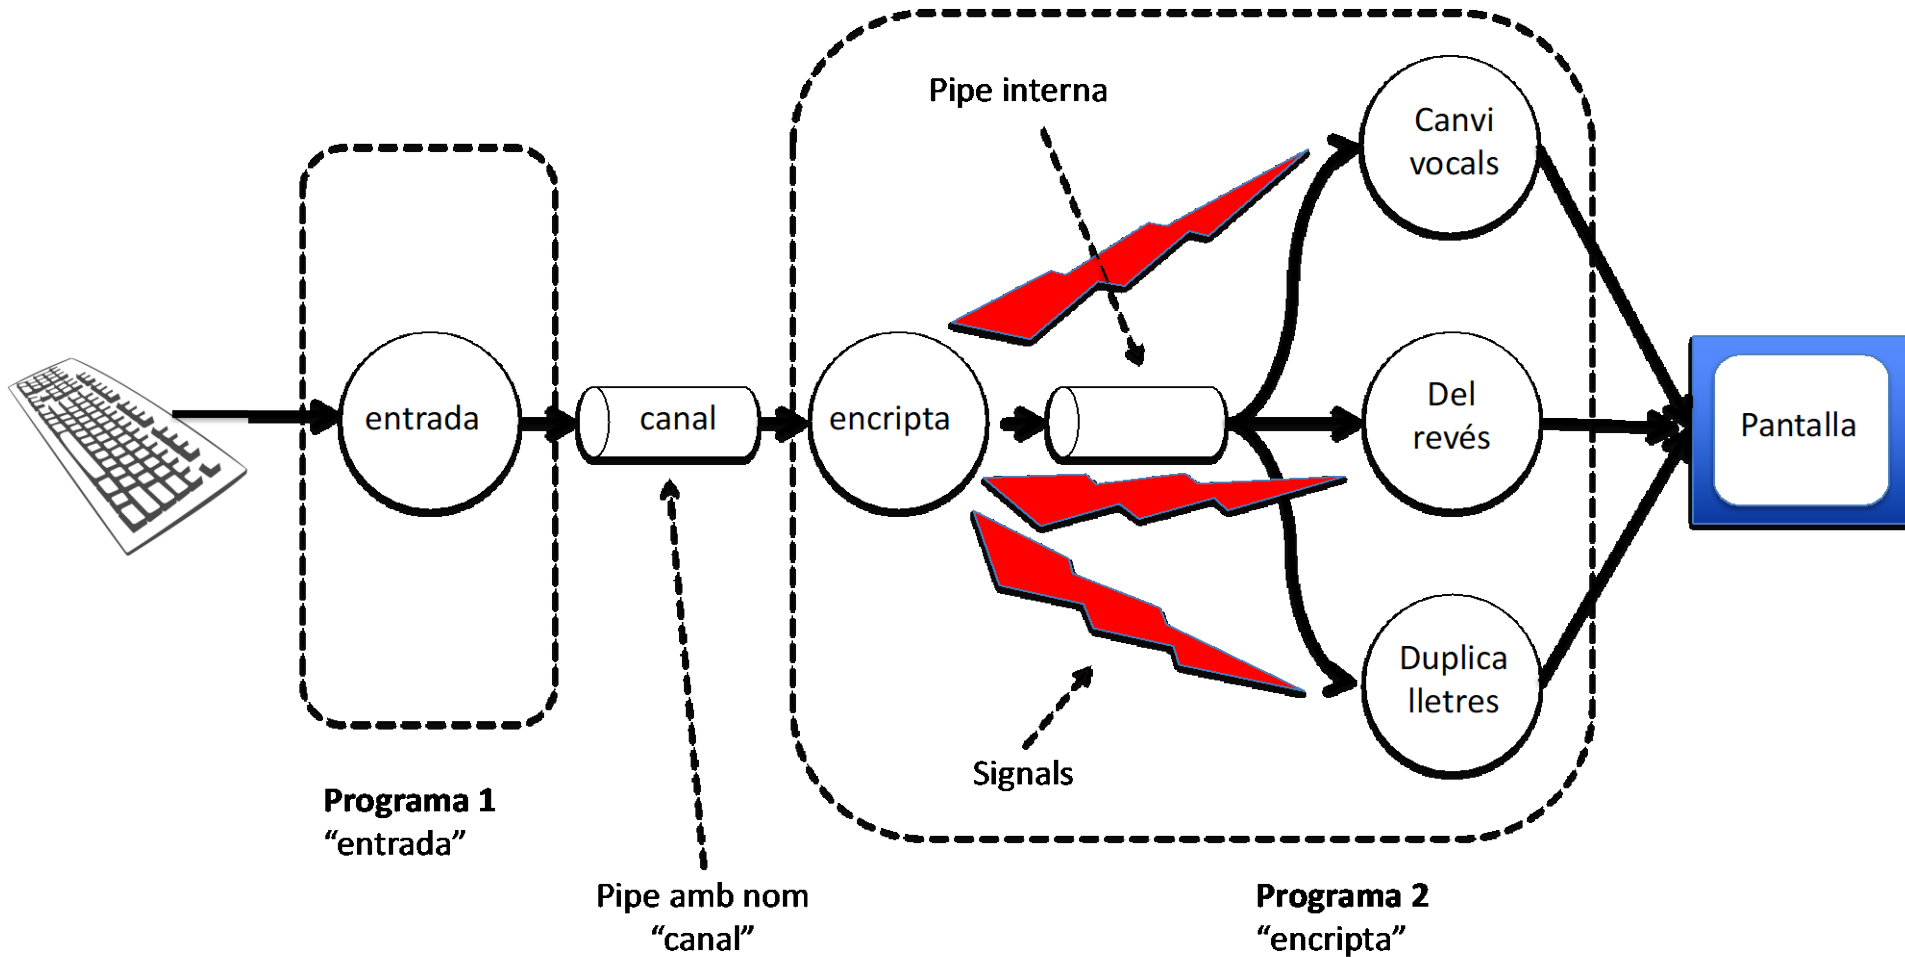 Pipe interna
Canvi
vocals
entrada
canal
encripta
Del
revés
Pantalla
Duplica
lletres
Signals
Programa 1
“entrada”
Pipe amb nom
“canal”
Programa 2
“encripta”